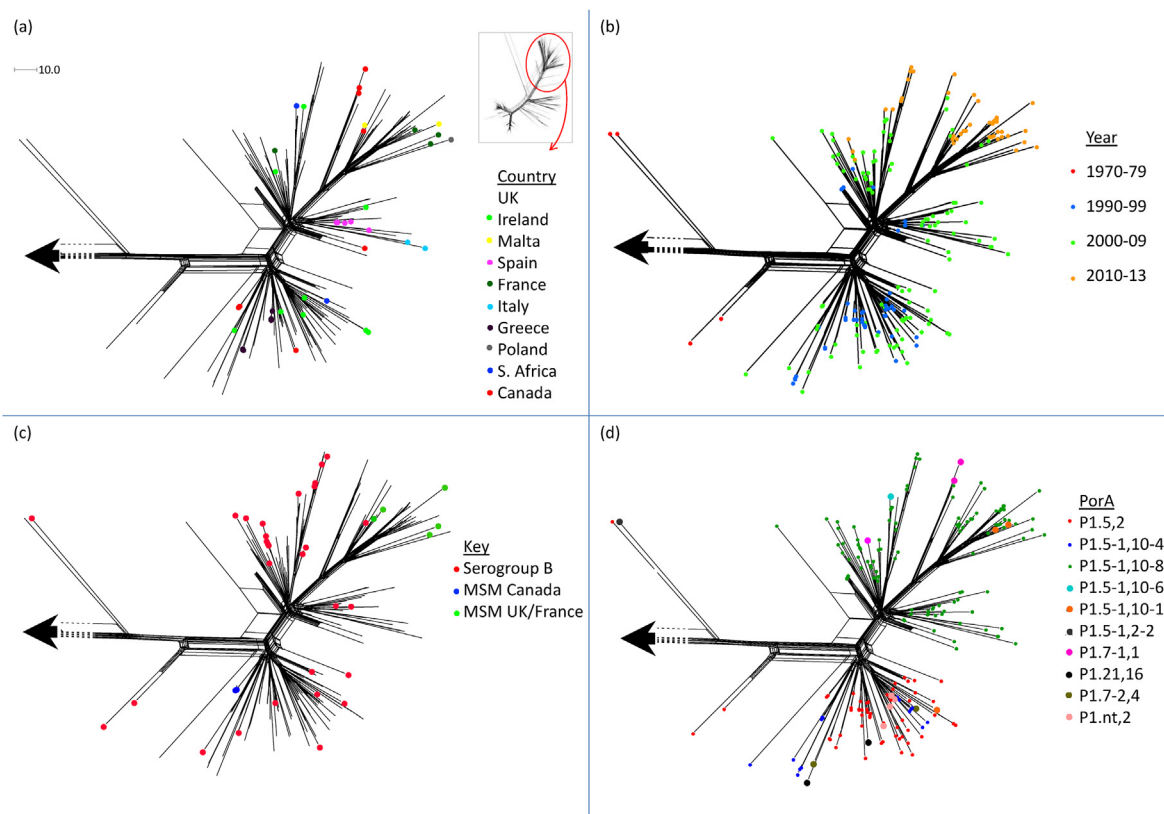 (a)
10.0
Country
UK
Ireland
Malta
Spain
France
Italy
Greece
Poland
S. Africa
Canada
(b)
Year
1970-79
1990-99
2000-09
2010-13
(c)
Key
Serogroup B
MSM Canada
MSM UK/France
(d)
PorA
P1.5,2
P1.5-1,10-4
P1.5-1,10-8
P1.5-1,10-6
P1.5-1,10-1
P1.5-1,2-2
P1.7-1,1
P1.21,16
P1.7-2,4
P1.nt,2